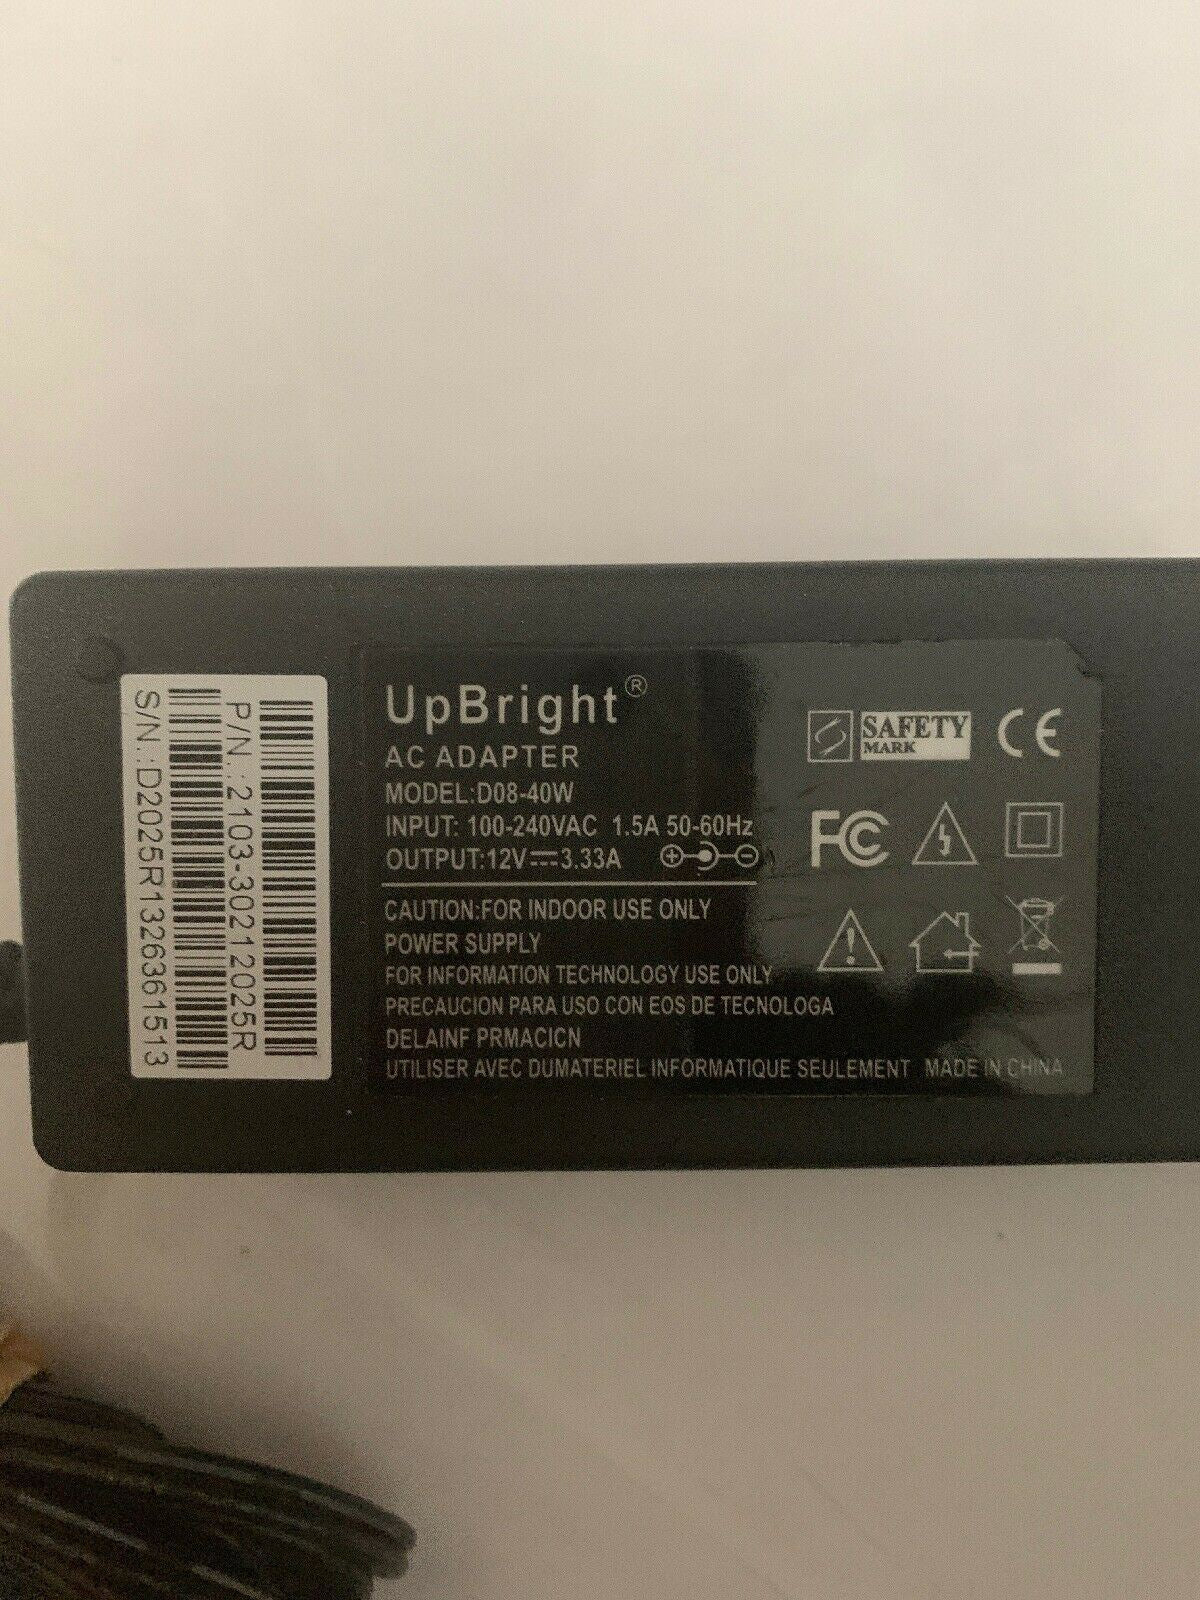 UpBright®
AC ADAPTER
MODEL:D08-40W
INPUT: 100-240VAC 1.5A 50-60Hz
OUTPUT:12V⎓3.33A
CAUTION:FOR INDOOR USE ONLY
POWER SUPPLY
FOR INFORMATION TECHNOLOGY USE ONLY
PRECAUCION PARA USO CON EOS DE TECNOLOGA
DELAINF PRMACICN
UTILISER AVEC DUMATERIEL INFORMATIQUE SEULEMENT MADE IN CHINA
SAFETY
MARK
CE
FC
P/N.:2103-30212025R
S/N.:D2025R1326361513